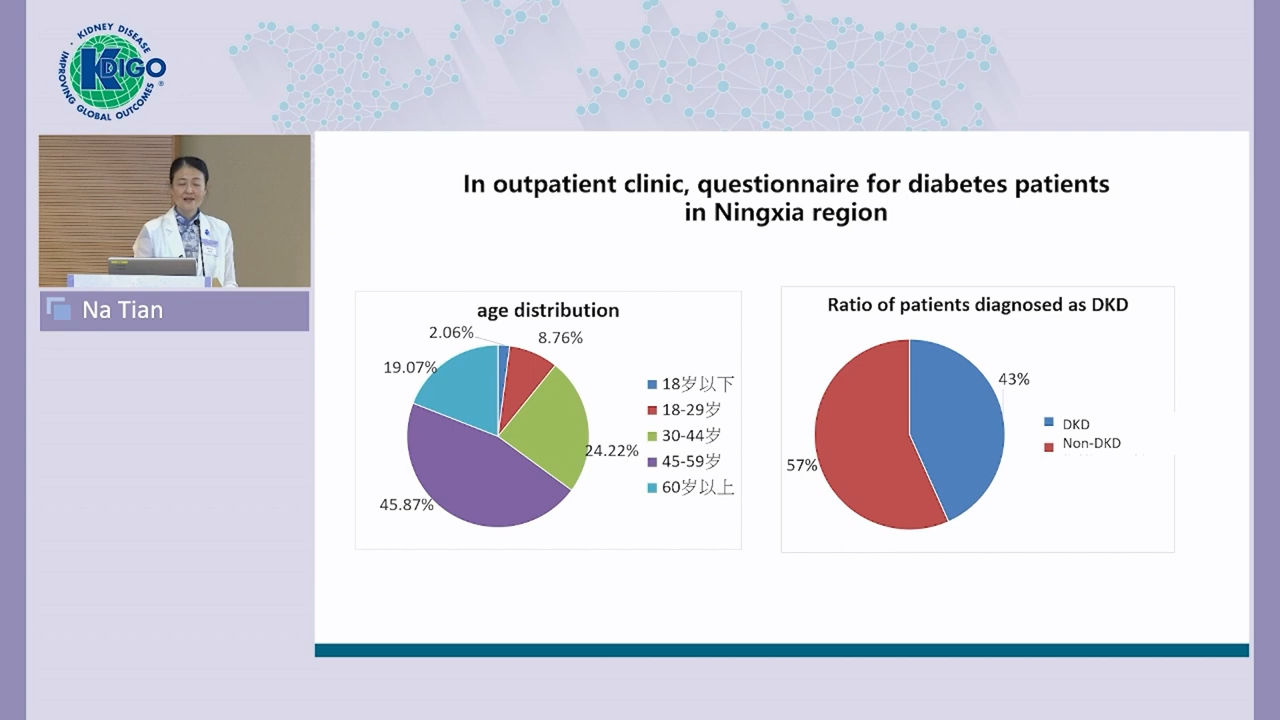 KIDNEY DISEASE
IMPROVING GLOBAL OUTCOMES
KDIGO
®
Na Tian
In outpatient clinic, questionnaire for diabetes patients
in Ningxia region
age distribution
2.06%
8.76%
19.07%
24.22%
45.87%
18岁以下
18-29岁
30-44岁
45-59岁
60岁以上
Ratio of patients diagnosed as DKD
43%
57%
DKD
Non-DKD